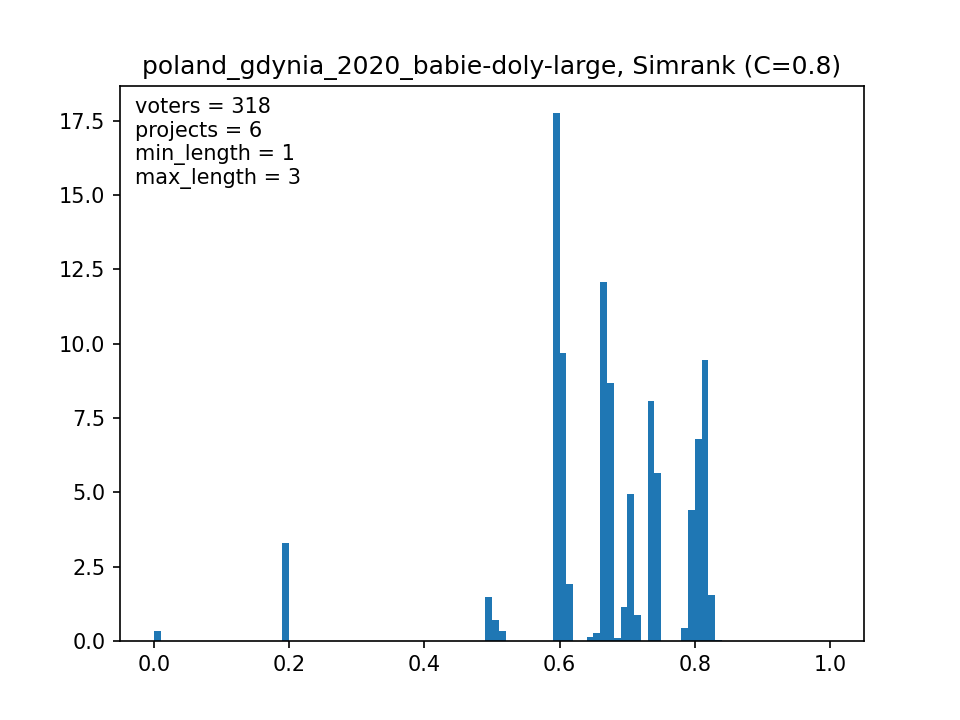 poland_gdynia_2020_babie-doly-large, Simrank (C=0.8)
voters = 318
projects = 6
min_length = 1
max_length = 3
17.5
15.0
12.5
10.0
7.5
5.0
2.5
0.0
0.0 0.2 0.4 0.6 0.8 1.0